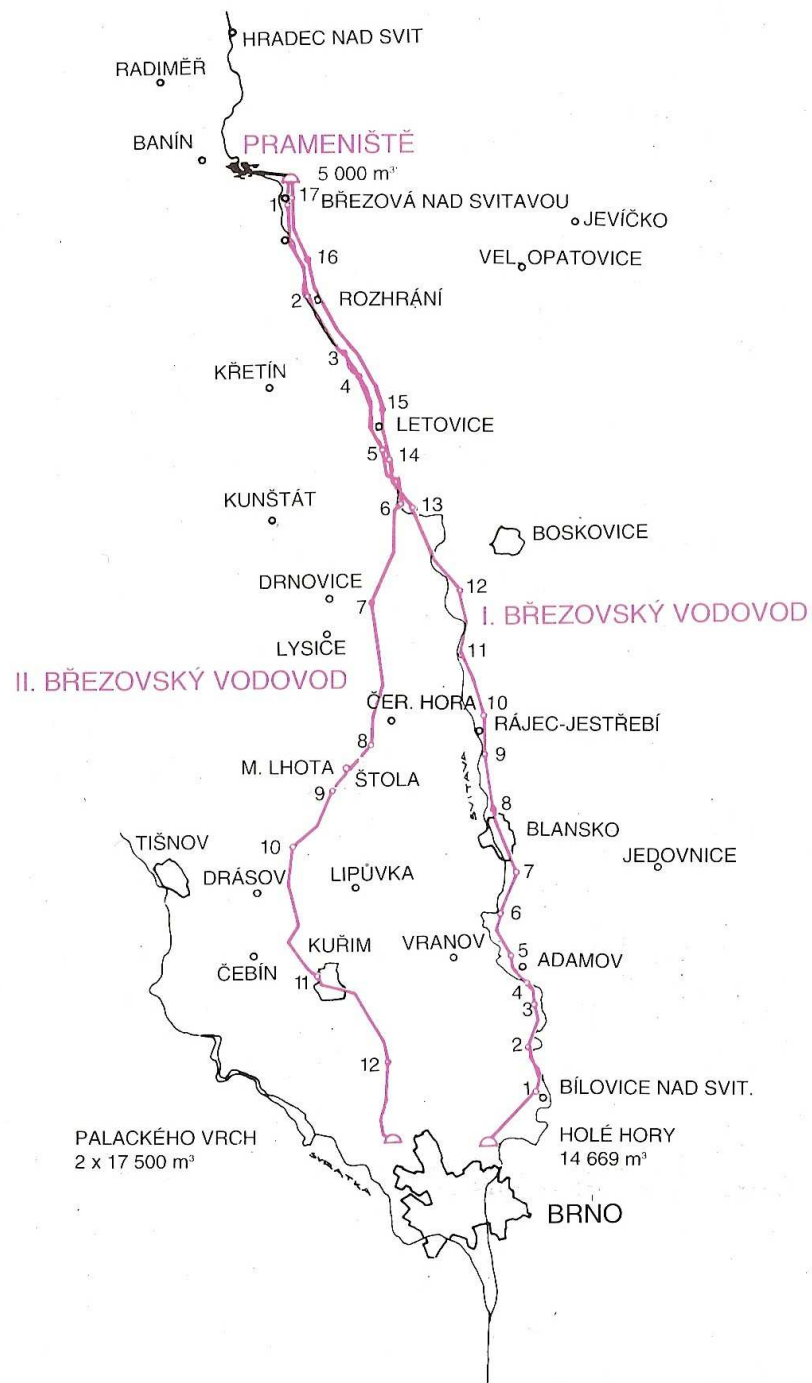 HRADEC NAD SVIT
RADIMĚŘ
BANÍN
PRAMENIŠTĚ
5 000 m³
17
1
BŘEZOVÁ NAD SVITAVOU
JEVÍČKO
16
VEL. OPATOVICE
2
ROZHRÁNÍ
3
KŘETÍN
4
15
LETOVICE
5
14
6
13
KUNŠTÁT
BOSKOVICE
DRNOVICE
12
7
I. BŘEZOVSKÝ VODOVOD
LYSICE
11
II. BŘEZOVSKÝ VODOVOD
ČER. HORA
10
RÁJEC-JESTŘEBÍ
8
9
M. LHOTA
ŠTOLA
SVITAVA
9
8
BLANSKO
TIŠNOV
10
JEDOVNICE
DRÁSOV
LIPŮVKA
7
6
KUŘIM
VRANOV
5
ADAMOV
ČEBÍN
11
4
3
2
12
1
BÍLOVICE NAD SVIT.
PALACKÉHO VRCH
2 x 17 500 m³
SVRATKA
HOLÉ HORY
14 669 m³
BRNO